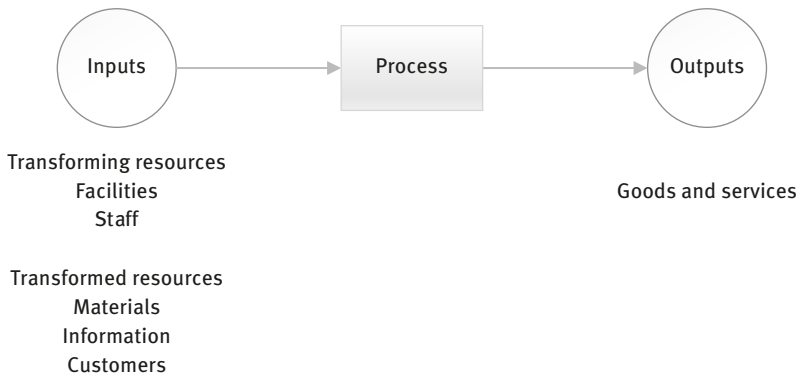 Inputs
Process
Outputs
Transforming resources
Facilities
Staff
Goods and services
Transformed resources
Materials
Information
Customers